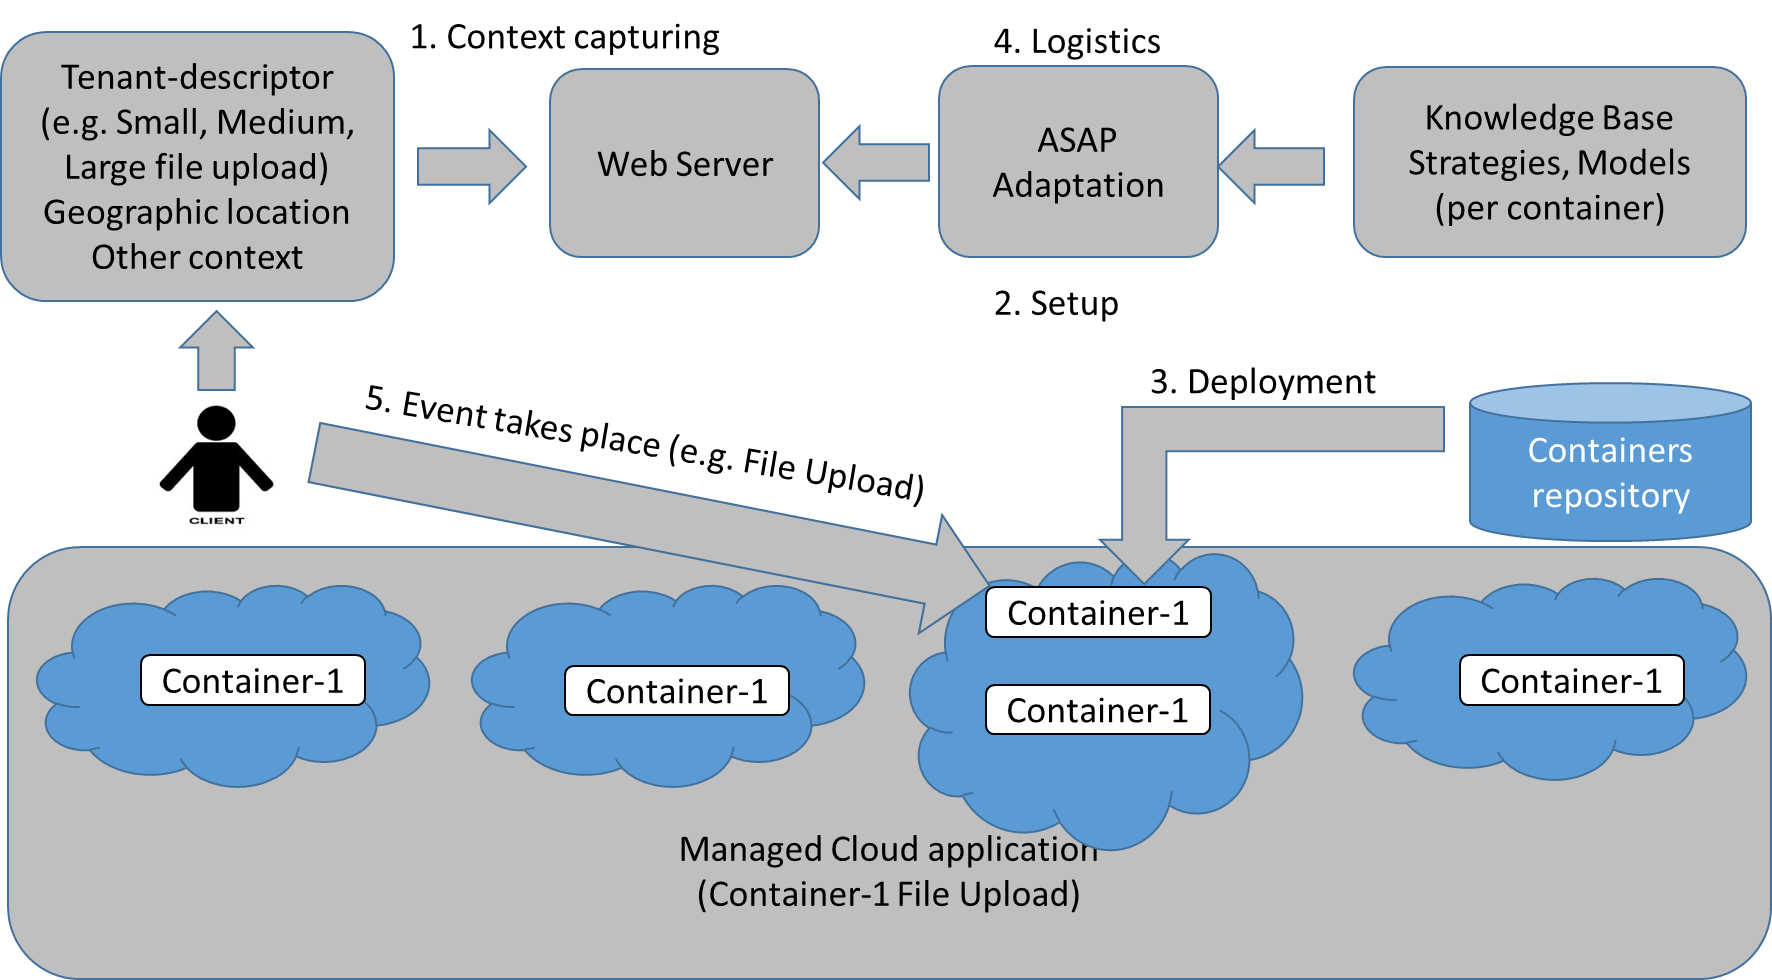 1. Context capturing
4. Logistics
Tenant-descriptor
(e.g. Small, Medium,
Large file upload)
Geographic location
Other context
Web Server
ASAP
Adaptation
Knowledge Base
Strategies, Models
(per container)
2. Setup
3. Deployment
5. Event takes place (e.g. File Upload)
CLIENT
Containers
repository
Container-1
Container-1
Container-1
Container-1
Container-1
Managed Cloud application
(Container-1 File Upload)